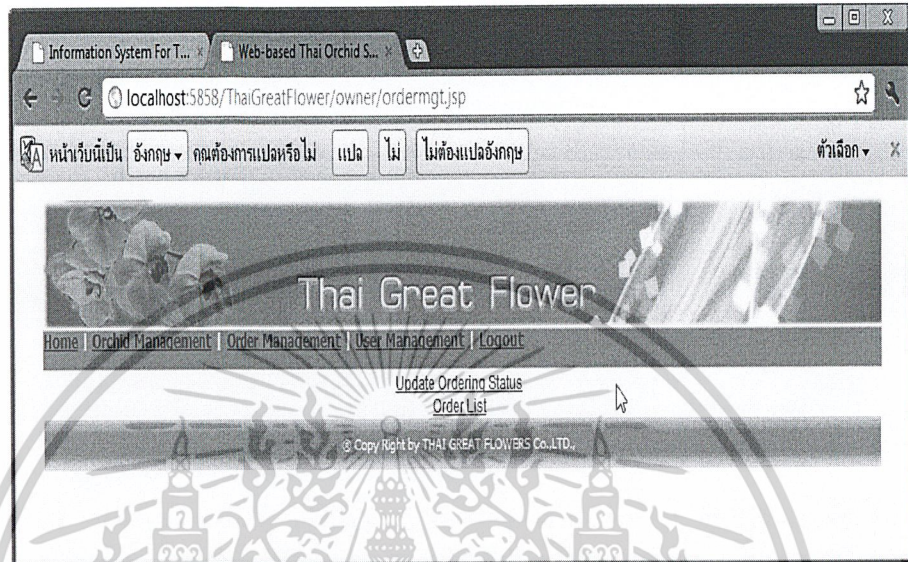 Information System For T...
Web-based Thai Orchid S...
localhost:5858/ThaiGreatFlower/owner/ordermgt.jsp
หน้าเว็บนี้เป็น อังกฤษ คุณต้องการแปลหรือไม่ แปล ไม่ ไม่ต้องแปลอังกฤษ ตัวเลือก
Thai Great Flower
Home | Orchid Management | Order Management | User Management | Logout
Update Ordering Status
Order List
© Copy Right by THAI GREAT FLOWERS Co.,LTD..